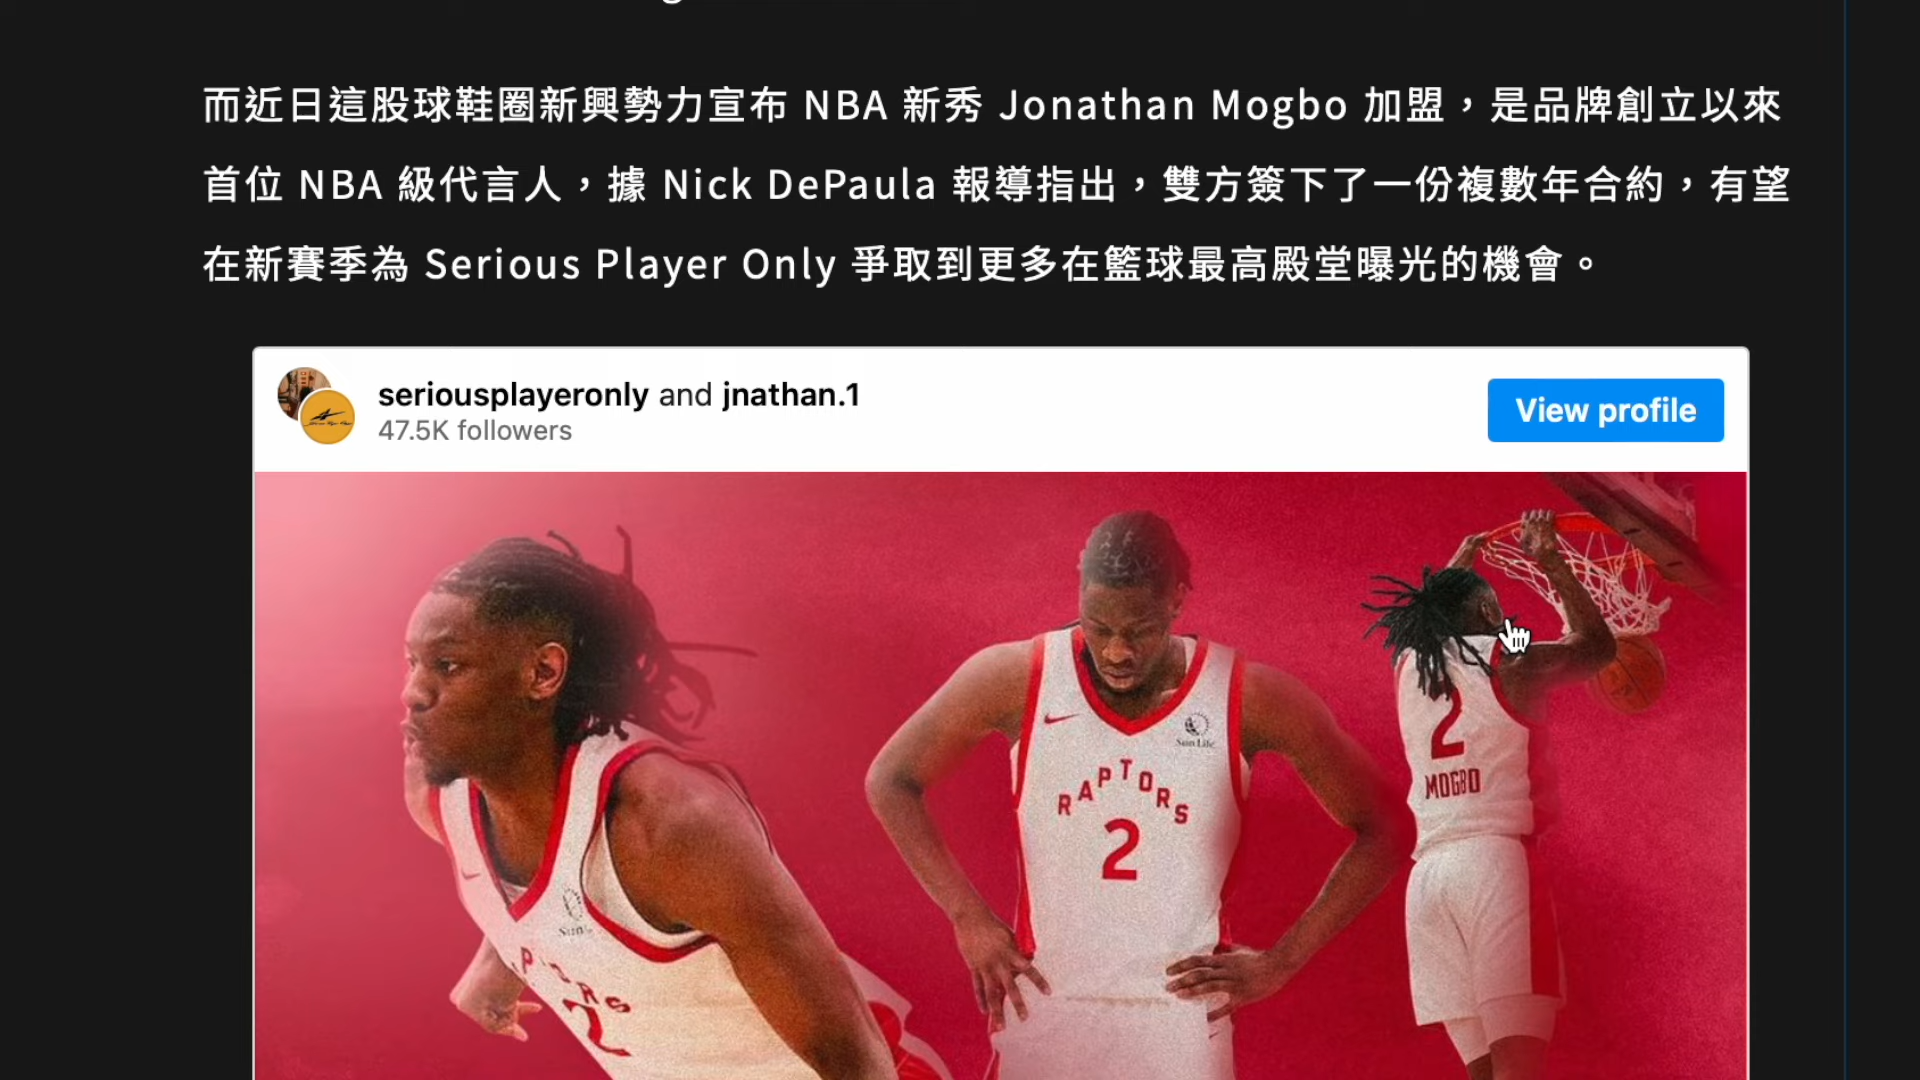 而近日這股球鞋圈新興勢力宣布 NBA 新秀 Jonathan Mogbo 加盟，是品牌創立以來
首位 NBA 級代言人，據 Nick DePaula 報導指出，雙方簽下了一份複數年合約，有望
在新賽季為 Serious Player Only 爭取到更多在籃球最高殿堂曝光的機會。
seriousplayeronly and jnathan.1
47.5K followers
View profile
Sun Life
RAPTORS
2
2
MOGBO
Sun
2